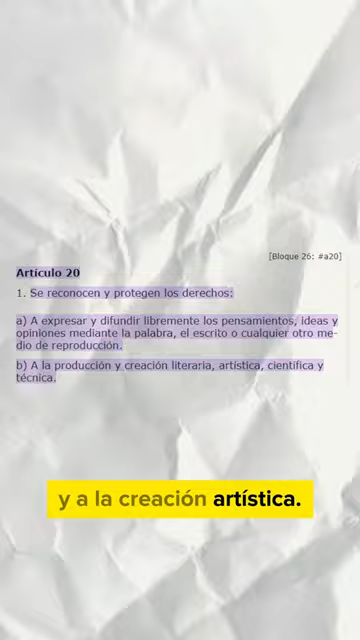 [Bloque 26: #a20]
Artículo 20
1. Se reconocen y protegen los derechos:
a) A expresar y difundir libremente los pensamientos, ideas y
opiniones mediante la palabra, el escrito o cualquier otro me-
dio de reproducción.
b) A la producción y creación literaria, artística, científica y
técnica.
y a la creación artística.